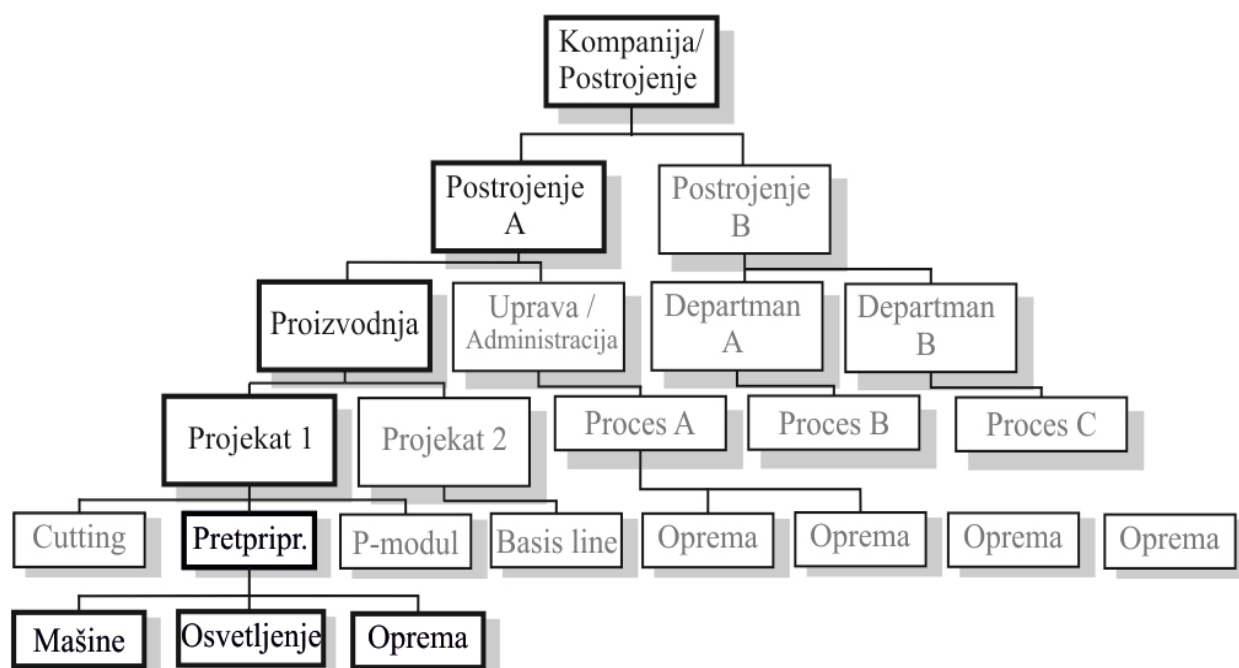 Kompanija/
Postrojenje
Postrojenje
A
Postrojenje
B
Proizvodnja
Uprava /
Administracija
Departman
A
Departman
B
Projekat 1
Projekat 2
Proces A
Proces B
Proces C
Cutting
Pretpripr.
P-modul
Basis line
Oprema
Oprema
Oprema
Oprema
Mašine
Osvetljenje
Oprema